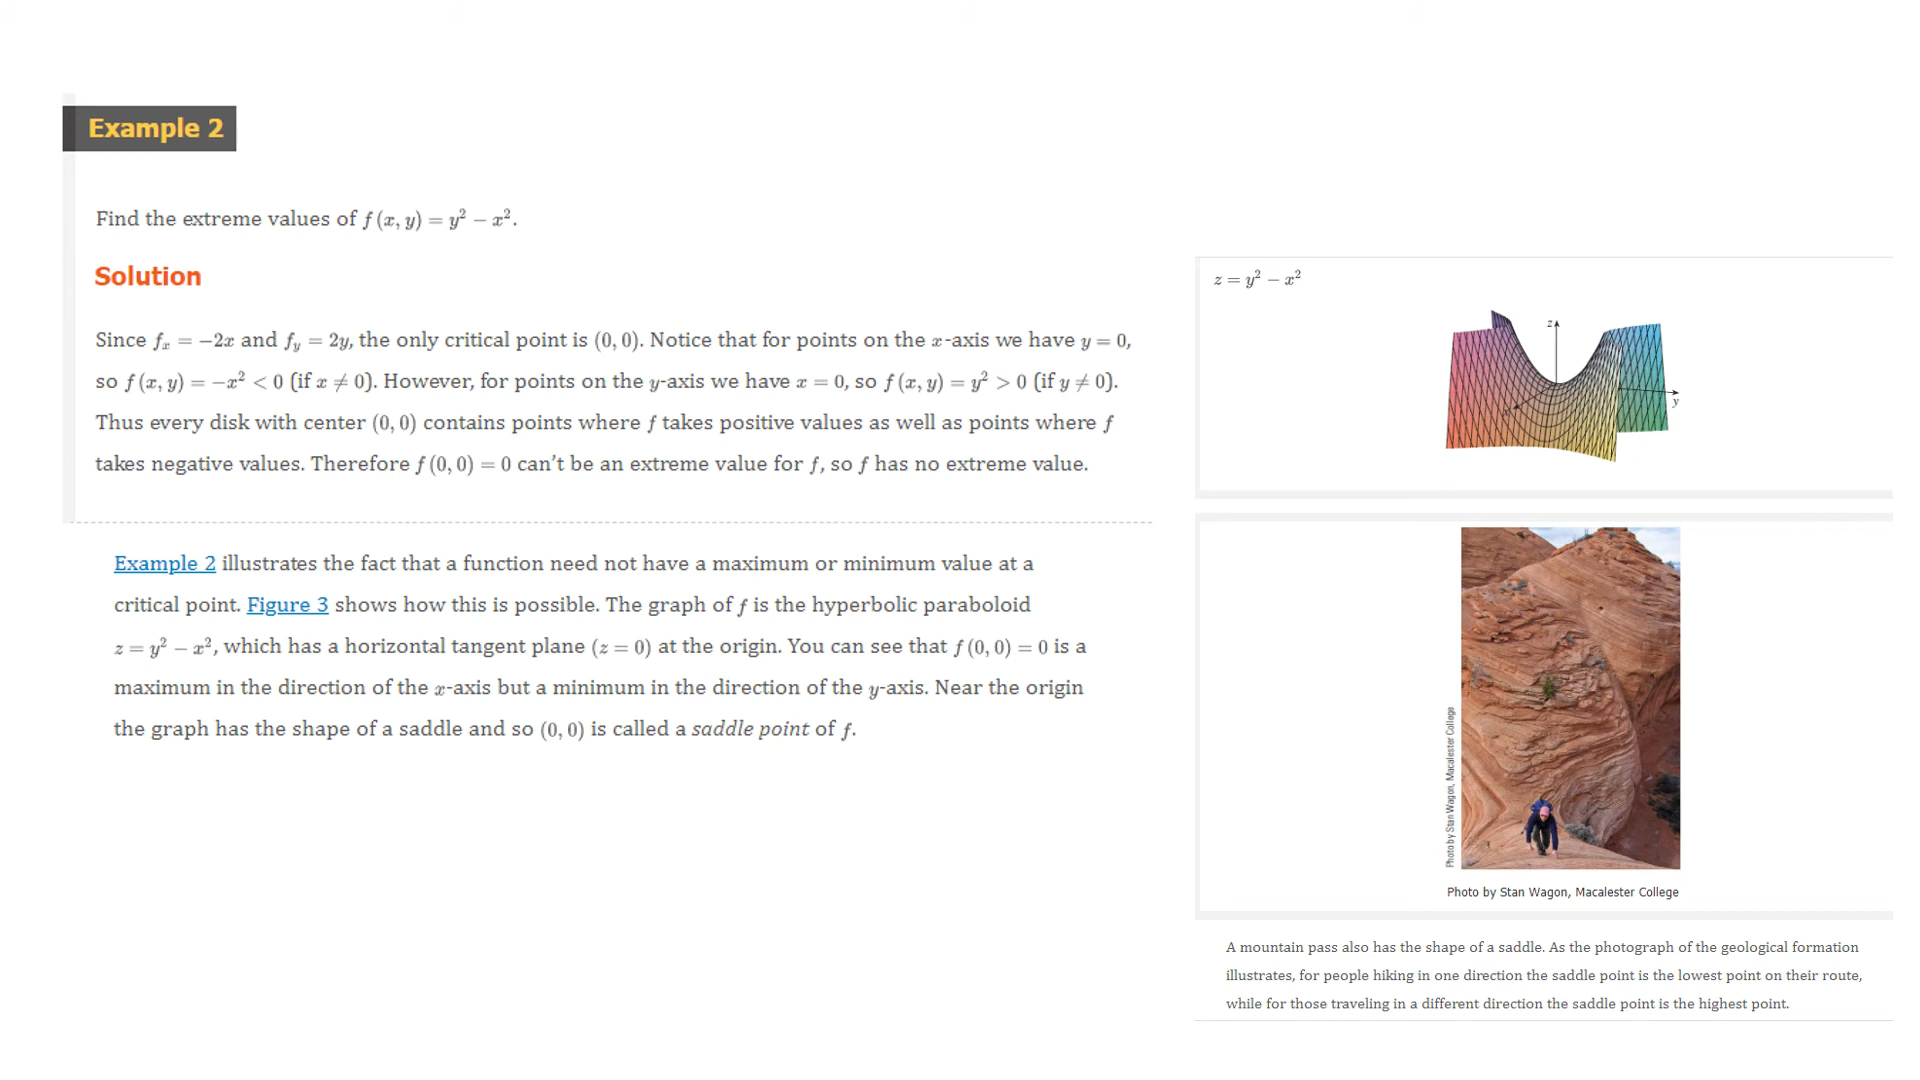 Example 2
Find the extreme values of f (x, y) = y² − x².
Solution
Since fₓ = −2x and f_y = 2y, the only critical point is (0, 0). Notice that for points on the x-axis we have y = 0,
so f (x, y) = −x² < 0 (if x ≠ 0). However, for points on the y-axis we have x = 0, so f (x, y) = y² > 0 (if y ≠ 0).
Thus every disk with center (0, 0) contains points where f takes positive values as well as points where f
takes negative values. Therefore f (0, 0) = 0 can’t be an extreme value for f, so f has no extreme value.
Example 2 illustrates the fact that a function need not have a maximum or minimum value at a
critical point. Figure 3 shows how this is possible. The graph of f is the hyperbolic paraboloid
z = y² − x², which has a horizontal tangent plane (z = 0) at the origin. You can see that f (0, 0) = 0 is a
maximum in the direction of the x-axis but a minimum in the direction of the y-axis. Near the origin
the graph has the shape of a saddle and so (0, 0) is called a saddle point of f.
z = y² − x²
z
y
Photo by Stan Wagon, Macalester College
Photo by Stan Wagon, Macalester College
A mountain pass also has the shape of a saddle. As the photograph of the geological formation
illustrates, for people hiking in one direction the saddle point is the lowest point on their route,
while for those traveling in a different direction the saddle point is the highest point.